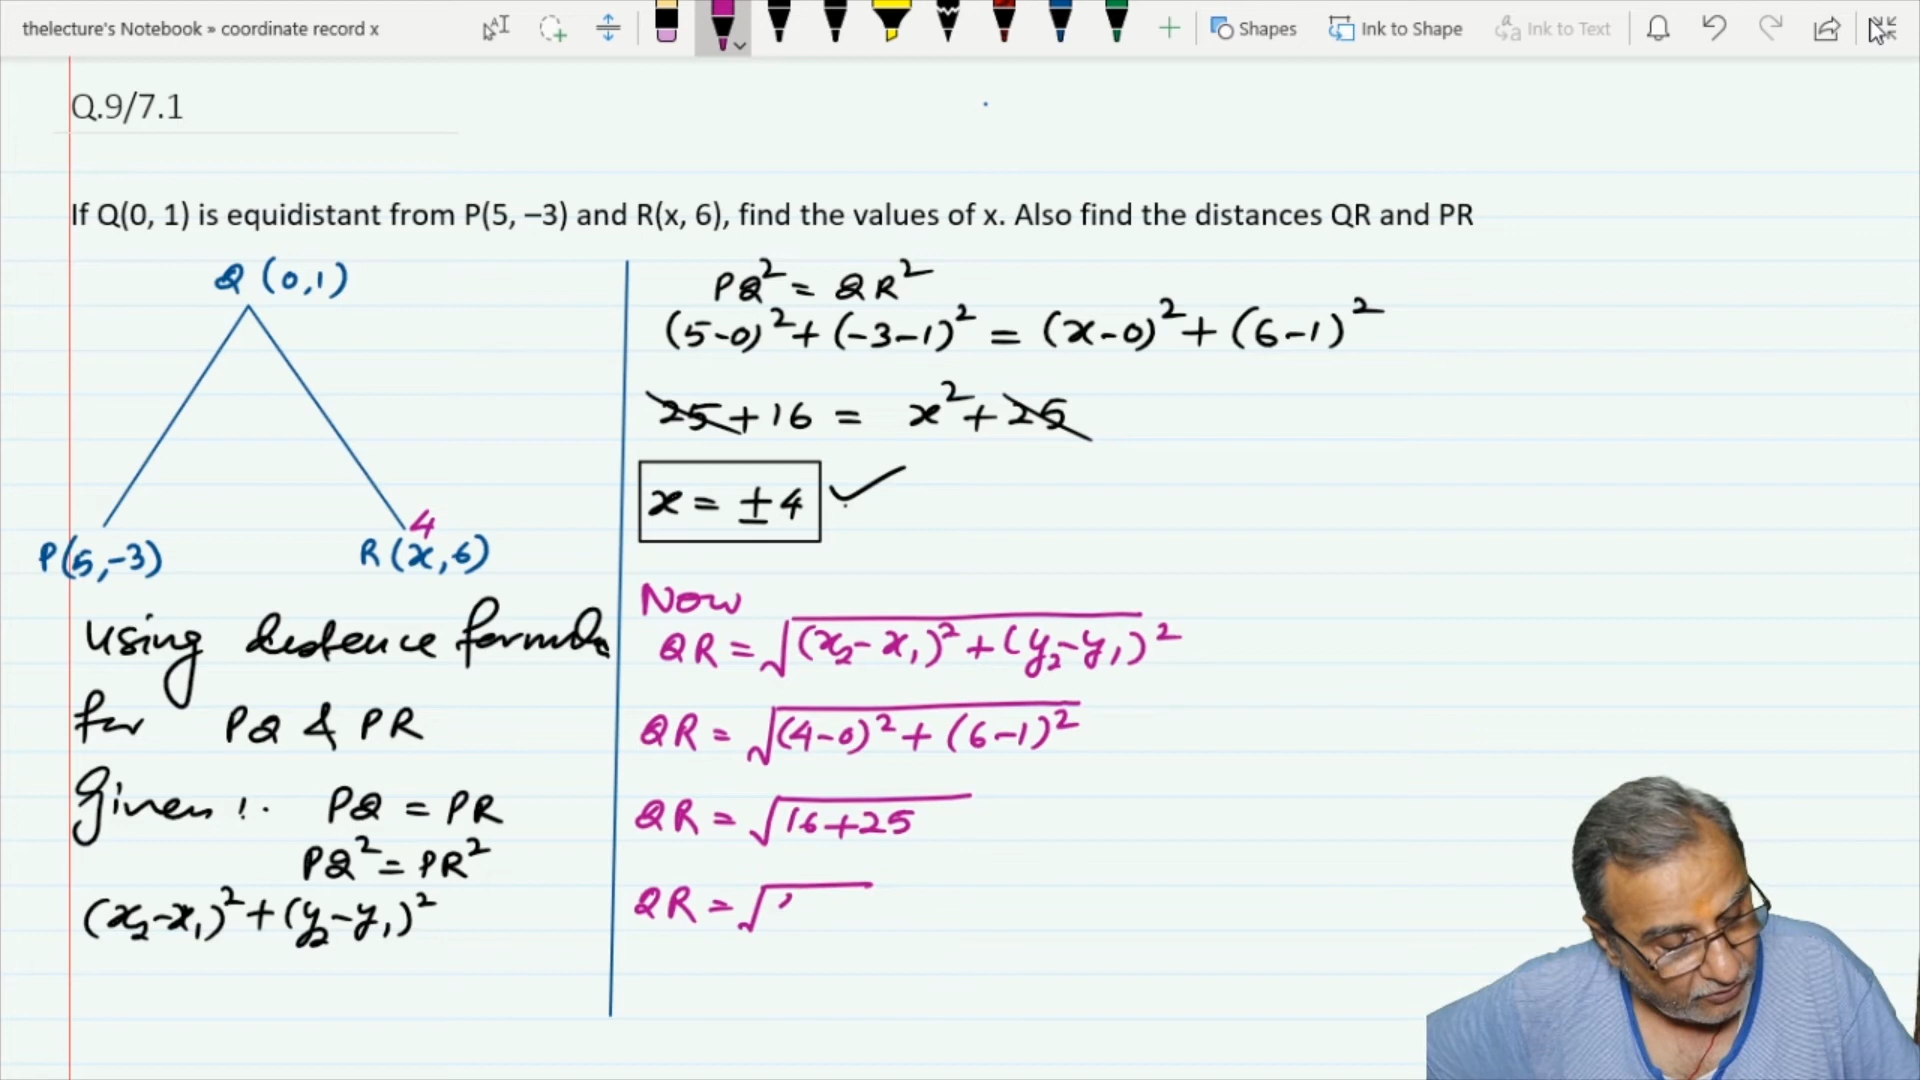 thelecture's Notebook » coordinate record x
Shapes
Ink to Shape
Ink to Text
Q.9/7.1
If Q(0, 1) is equidistant from P(5, –3) and R(x, 6), find the values of x. Also find the distances QR and PR
Q (0,1)
4
P(5,-3)
R(x,6)
using distence formula
for PQ & PR
Given :. PQ = PR
PQ² = PR²
(x₂-x₁)² + (y₂-y₁)²
PQ² = QR²
(5-0)² + (-3-1)² = (x-0)² + (6-1)²
25 + 16 = x² + 25
x = ±4 ✓
Now
QR = √(x₂-x₁)² + (y₂-y₁)²
QR = √(4-0)² + (6-1)²
QR = √16+25
QR = √